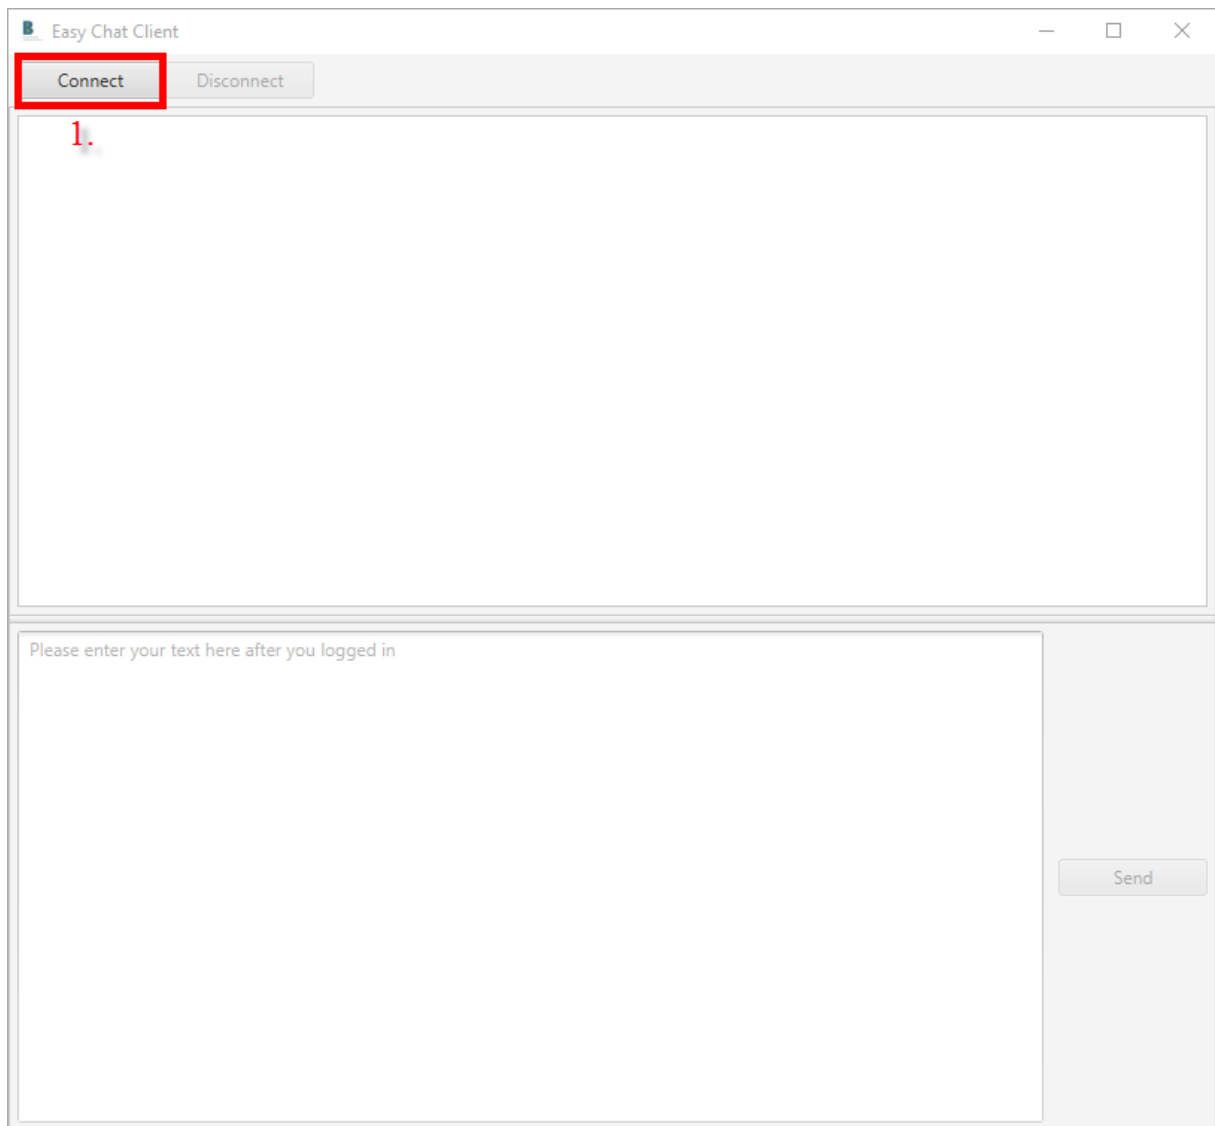 B Easy Chat Client
Connect Disconnect
1.
Please enter your text here after you logged in
Send